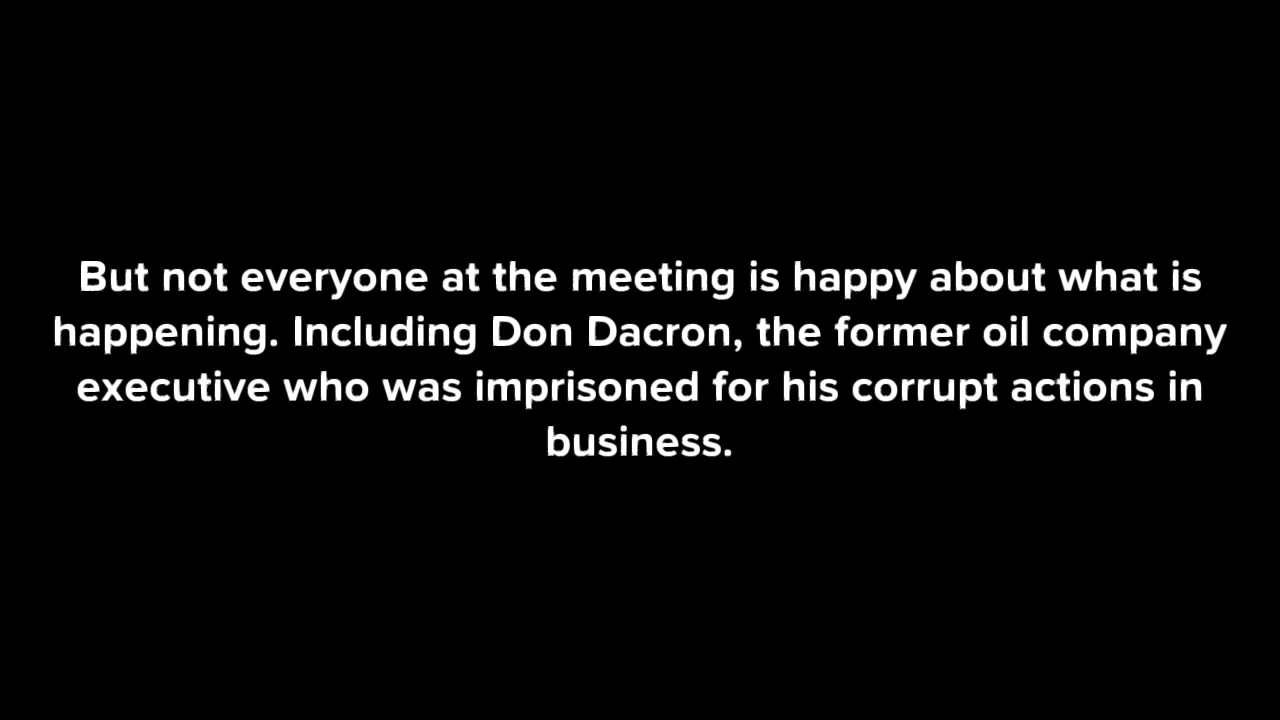 But not everyone at the meeting is happy about what is
happening. Including Don Dacron, the former oil company
executive who was imprisoned for his corrupt actions in
business.